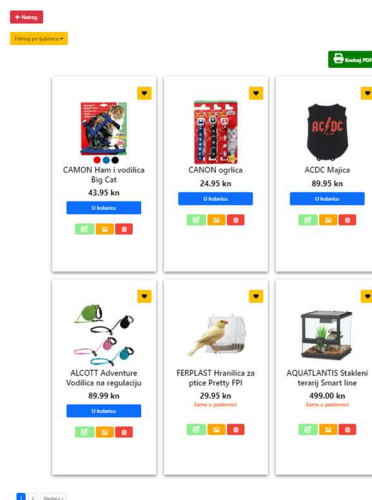 ← Natrag
Filtriraj po ljubimcu
Kreiraj PDF
CAMON Ham i vodilica
Big Cat
43.95 kn
U košaricu
CANON ogrlica
24.95 kn
U košaricu
ACDC Majica
89.95 kn
U košaricu
ALCOTT Adventure
Vodilica na regulaciju
89.99 kn
U košaricu
FERPLAST Hranilica za
ptice Pretty FPI
29.95 kn
Samo u poslovnici
AQUATLANTIS Stakleni
terarij Smart line
499.00 kn
Samo u poslovnici
1 2 Sljedeća »